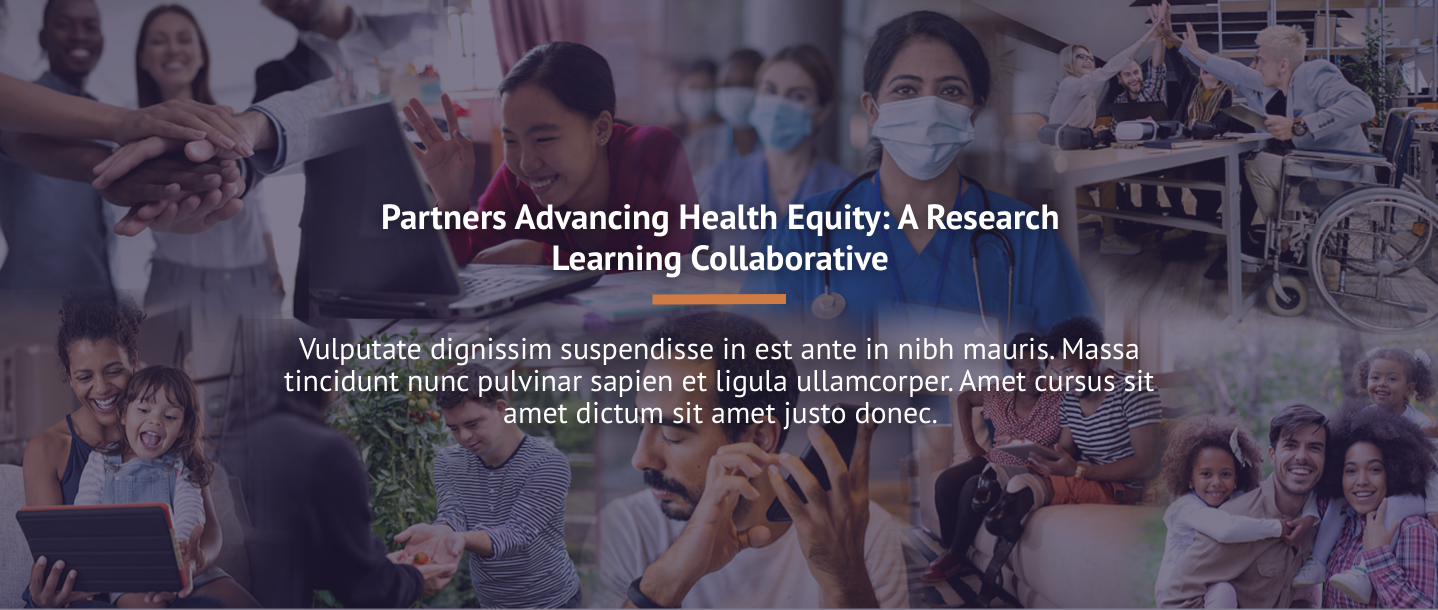 Partners Advancing Health Equity: A Research
Learning Collaborative
Vulputate dignissim suspendisse in est ante in nibh mauris. Massa
tincidunt nunc pulvinar sapien et ligula ullamcorper. Amet cursus sit
amet dictum sit amet justo donec.